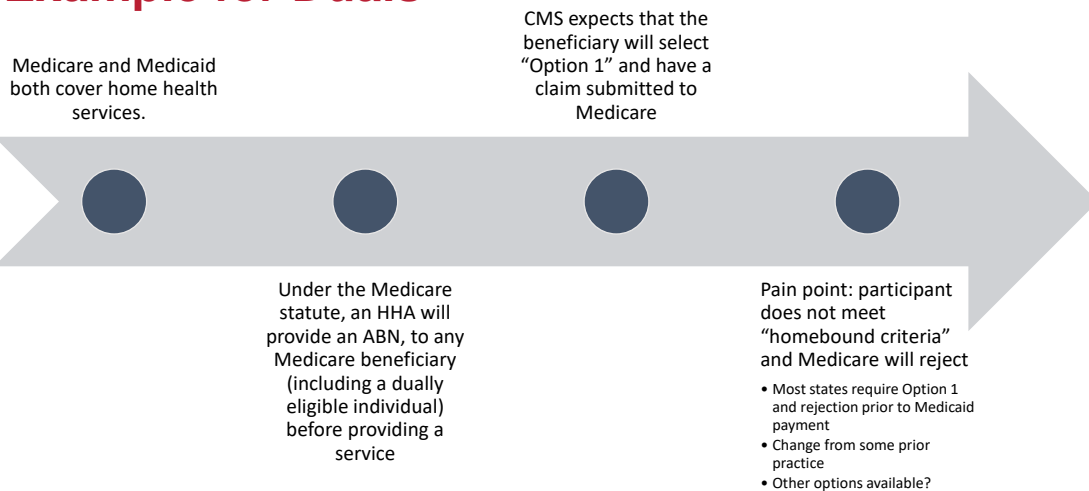 Example for Duals
Medicare and Medicaid
both cover home health
services.
Under the Medicare
statute, an HHA will
provide an ABN, to any
Medicare beneficiary
(including a dually
eligible individual)
before providing a
service
CMS expects that the
beneficiary will select
“Option 1” and have a
claim submitted to
Medicare
Pain point: participant
does not meet
“homebound criteria”
and Medicare will reject
• Most states require Option 1
and rejection prior to Medicaid
payment
• Change from some prior
practice
• Other options available?